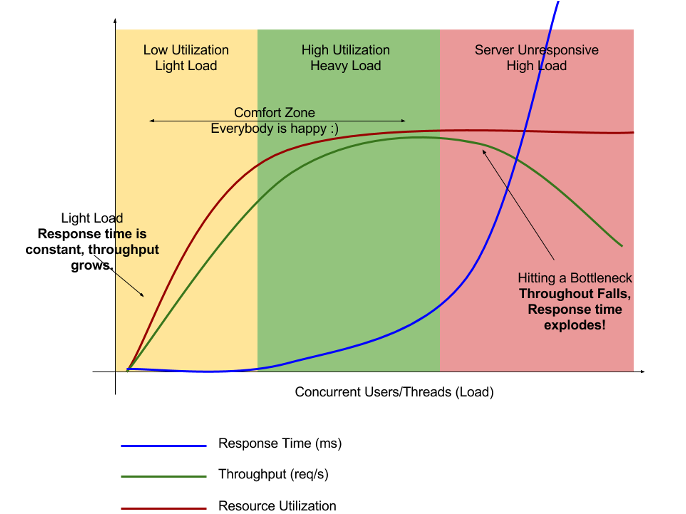 Low Utilization
Light Load
High Utilization
Heavy Load
Server Unresponsive
High Load
Comfort Zone
Everybody is happy :)
Light Load
Response time is
constant, throughput
grows.
Hitting a Bottleneck
Throughout Falls,
Response time
explodes!
Concurrent Users/Threads (Load)
Response Time (ms)
Throughput (req/s)
Resource Utilization